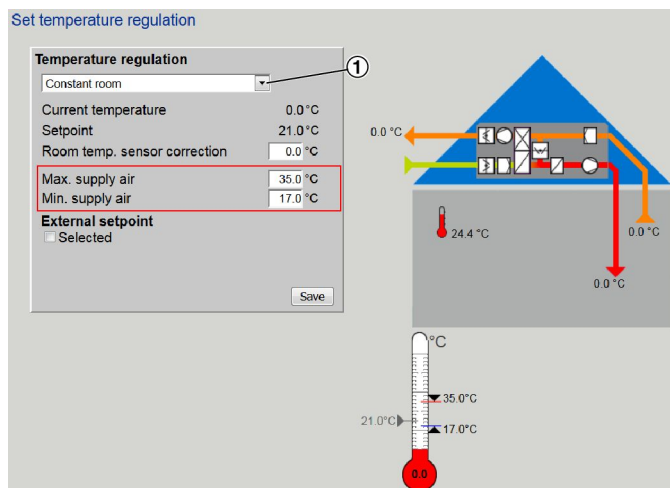 Set temperature regulation
Temperature regulation
Constant room
1
Current temperature 0.0 °C
Setpoint 21.0 °C
Room temp. sensor correction 0.0 °C
Max. supply air 35.0 °C
Min. supply air 17.0 °C
External setpoint
Selected
Save
0.0 °C
24.4 °C
0.0 °C
0.0 °C
°C
35.0°C
21.0°C
17.0°C
0.0